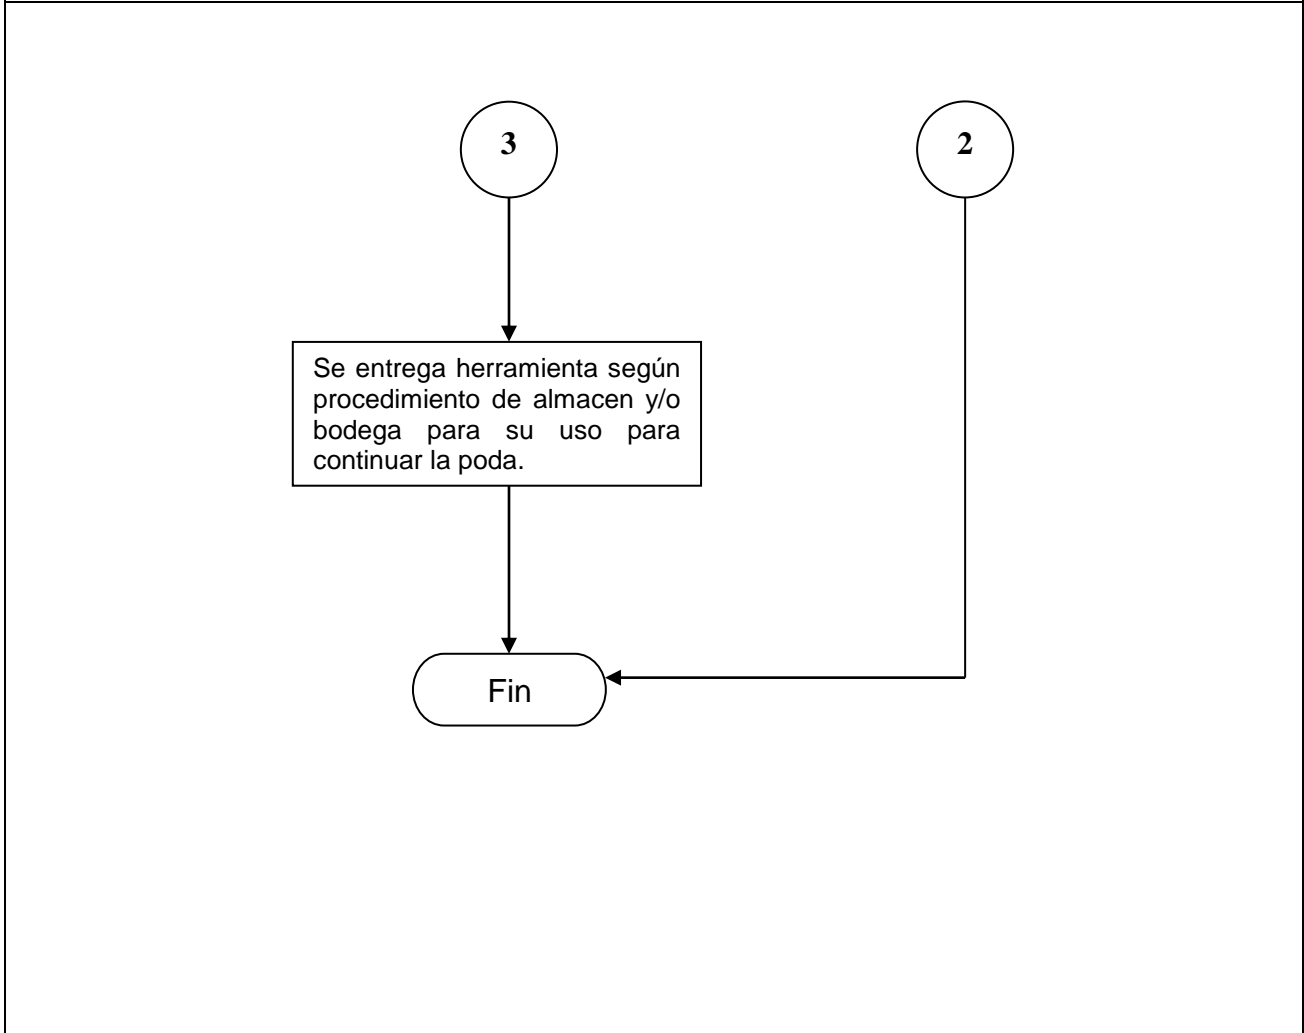 3
2
Se entrega herramienta según
procedimiento de almacen y/o
bodega para su uso para
continuar la poda.
Fin